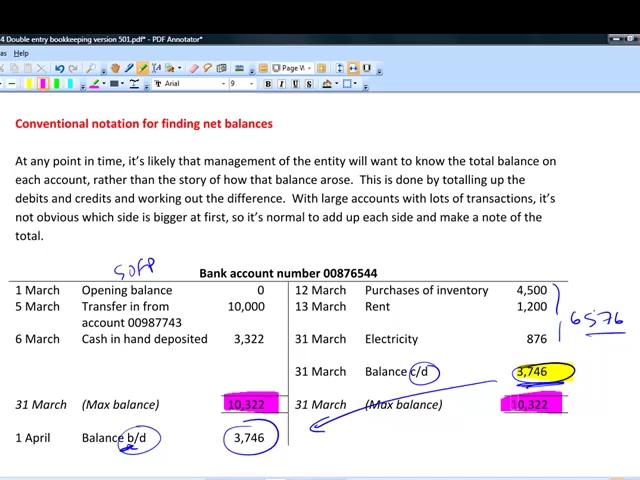 4 Double entry bookkeeping version 501.pdf* - PDF Annotator*
as Help
Arial 9 Page W
Conventional notation for finding net balances
At any point in time, it's likely that management of the entity will want to know the total balance on
each account, rather than the story of how that balance arose. This is done by totalling up the
debits and credits and working out the difference. With large accounts with lots of transactions, it's
not obvious which side is bigger at first, so it's normal to add up each side and make a note of the
total.
SOFP
Bank account number 00876544
1 March Opening balance 0 12 March Purchases of inventory 4,500
5 March Transfer in from 10,000 13 March Rent 1,200
account 00987743
6576
6 March Cash in hand deposited 3,322 31 March Electricity 876
31 March Balance c/d 3,746
31 March (Max balance) 10,322 31 March (Max balance) 10,322
1 April Balance b/d 3,746